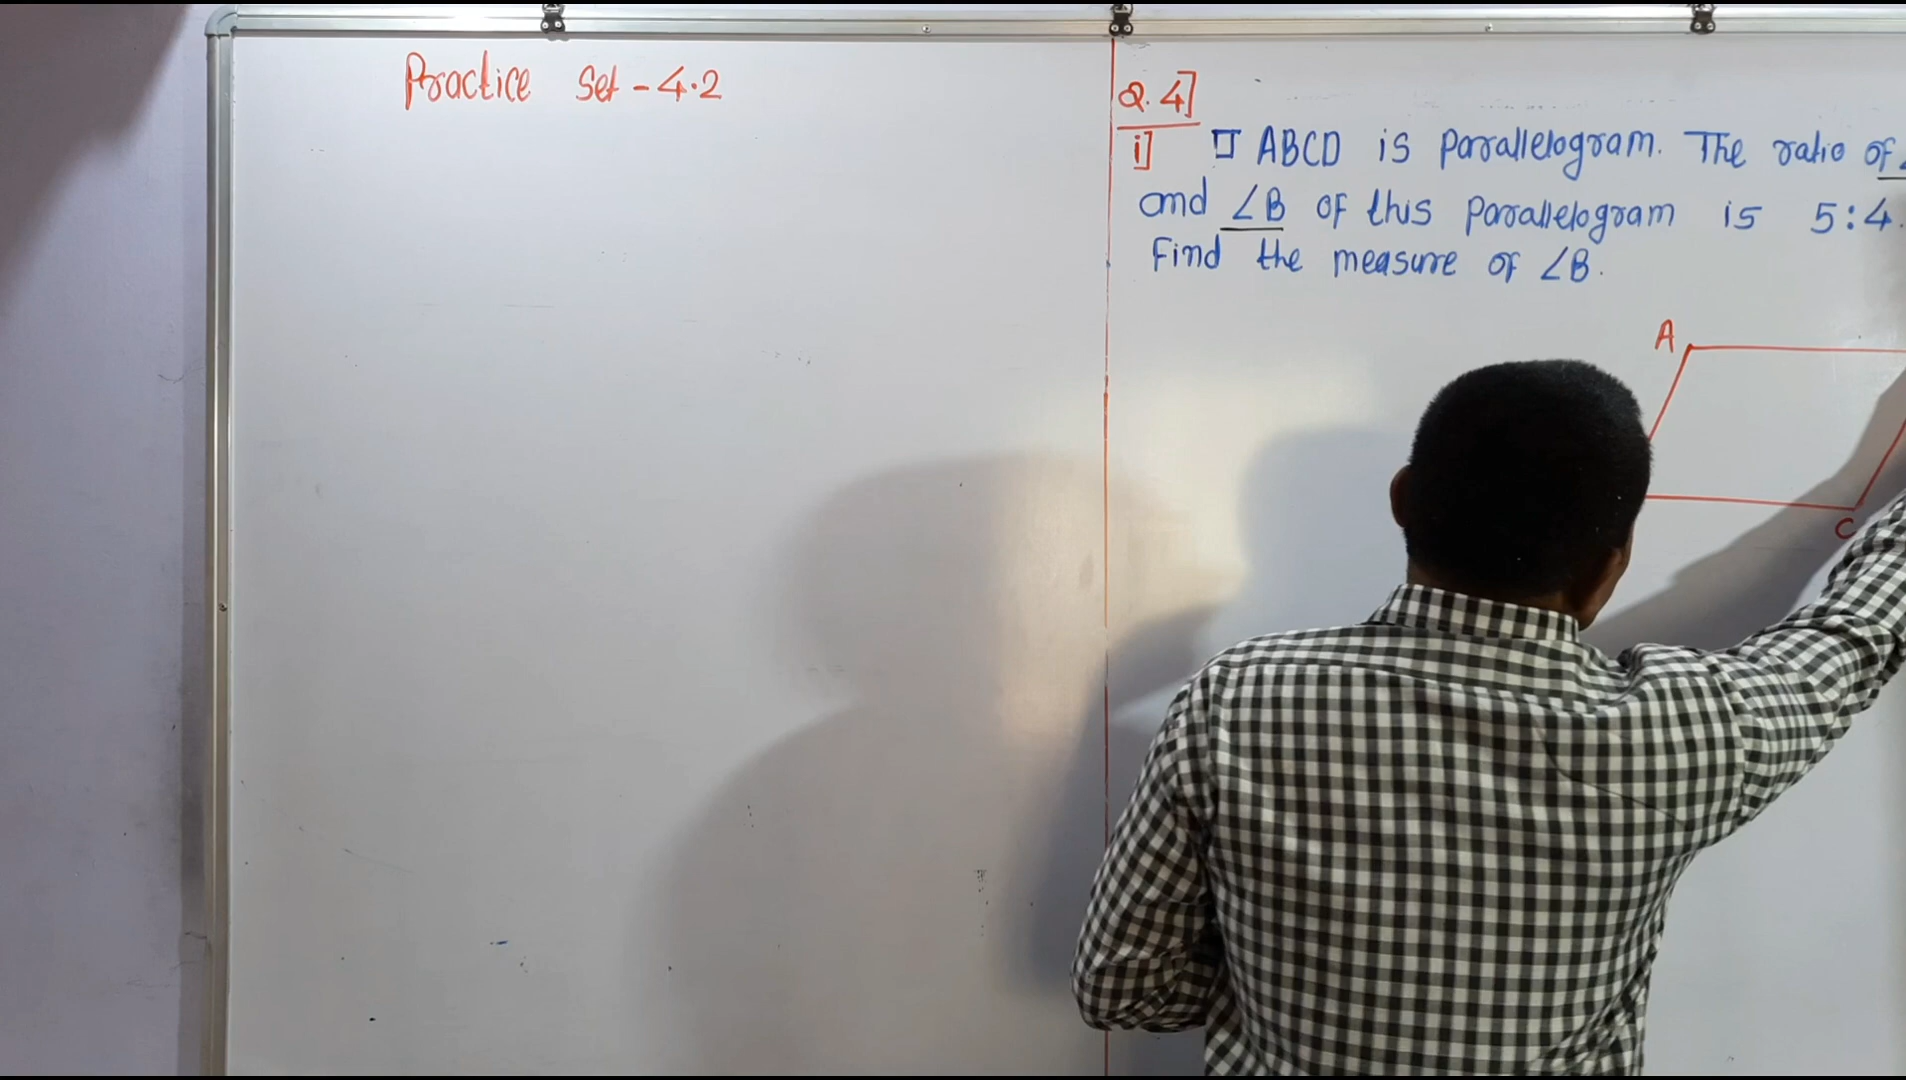 Practice Set - 4.2
Q. 4]
i] □ ABCD is parallelogram. The ratio of
and ∠B of this parallelogram is 5:4.
Find the measure of ∠B.
A
C